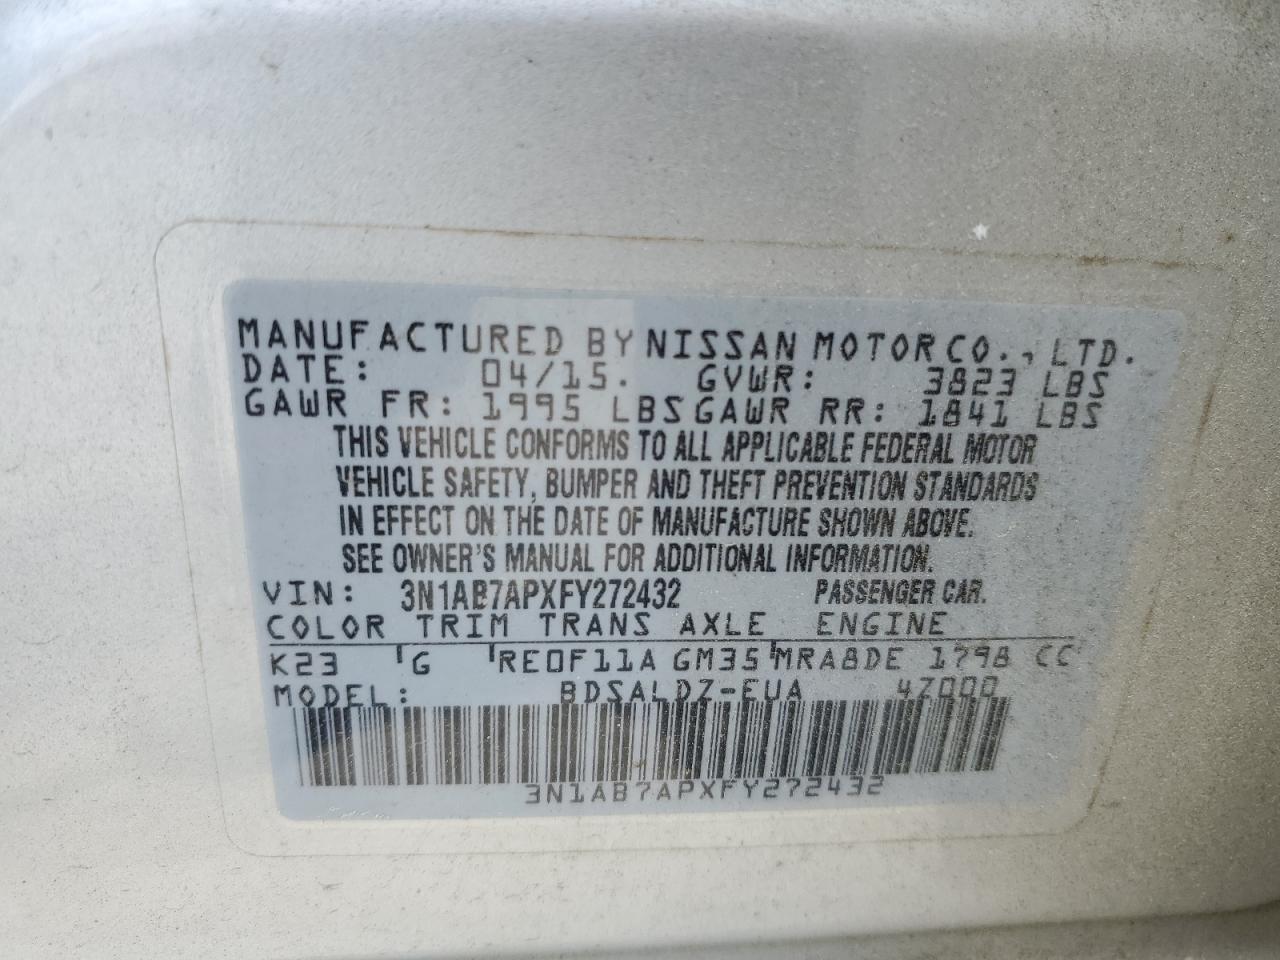 MANUFACTURED BY NISSAN MOTOR CO., LTD.
DATE: 04/15. GVWR: 3823 LBS
GAWR FR: 1995 LBS GAWR RR: 1841 LBS
THIS VEHICLE CONFORMS TO ALL APPLICABLE FEDERAL MOTOR
VEHICLE SAFETY, BUMPER AND THEFT PREVENTION STANDARDS
IN EFFECT ON THE DATE OF MANUFACTURE SHOWN ABOVE.
SEE OWNER'S MANUAL FOR ADDITIONAL INFORMATION.
VIN: 3N1AB7APXFY272432 PASSENGER CAR.
COLOR TRIM TRANS AXLE ENGINE
K23 G RE0F11A GM35 MRA8DE 1798 CC
MODEL: BDSALDZ-EUA 4Z000
3N1AB7APXFY272432